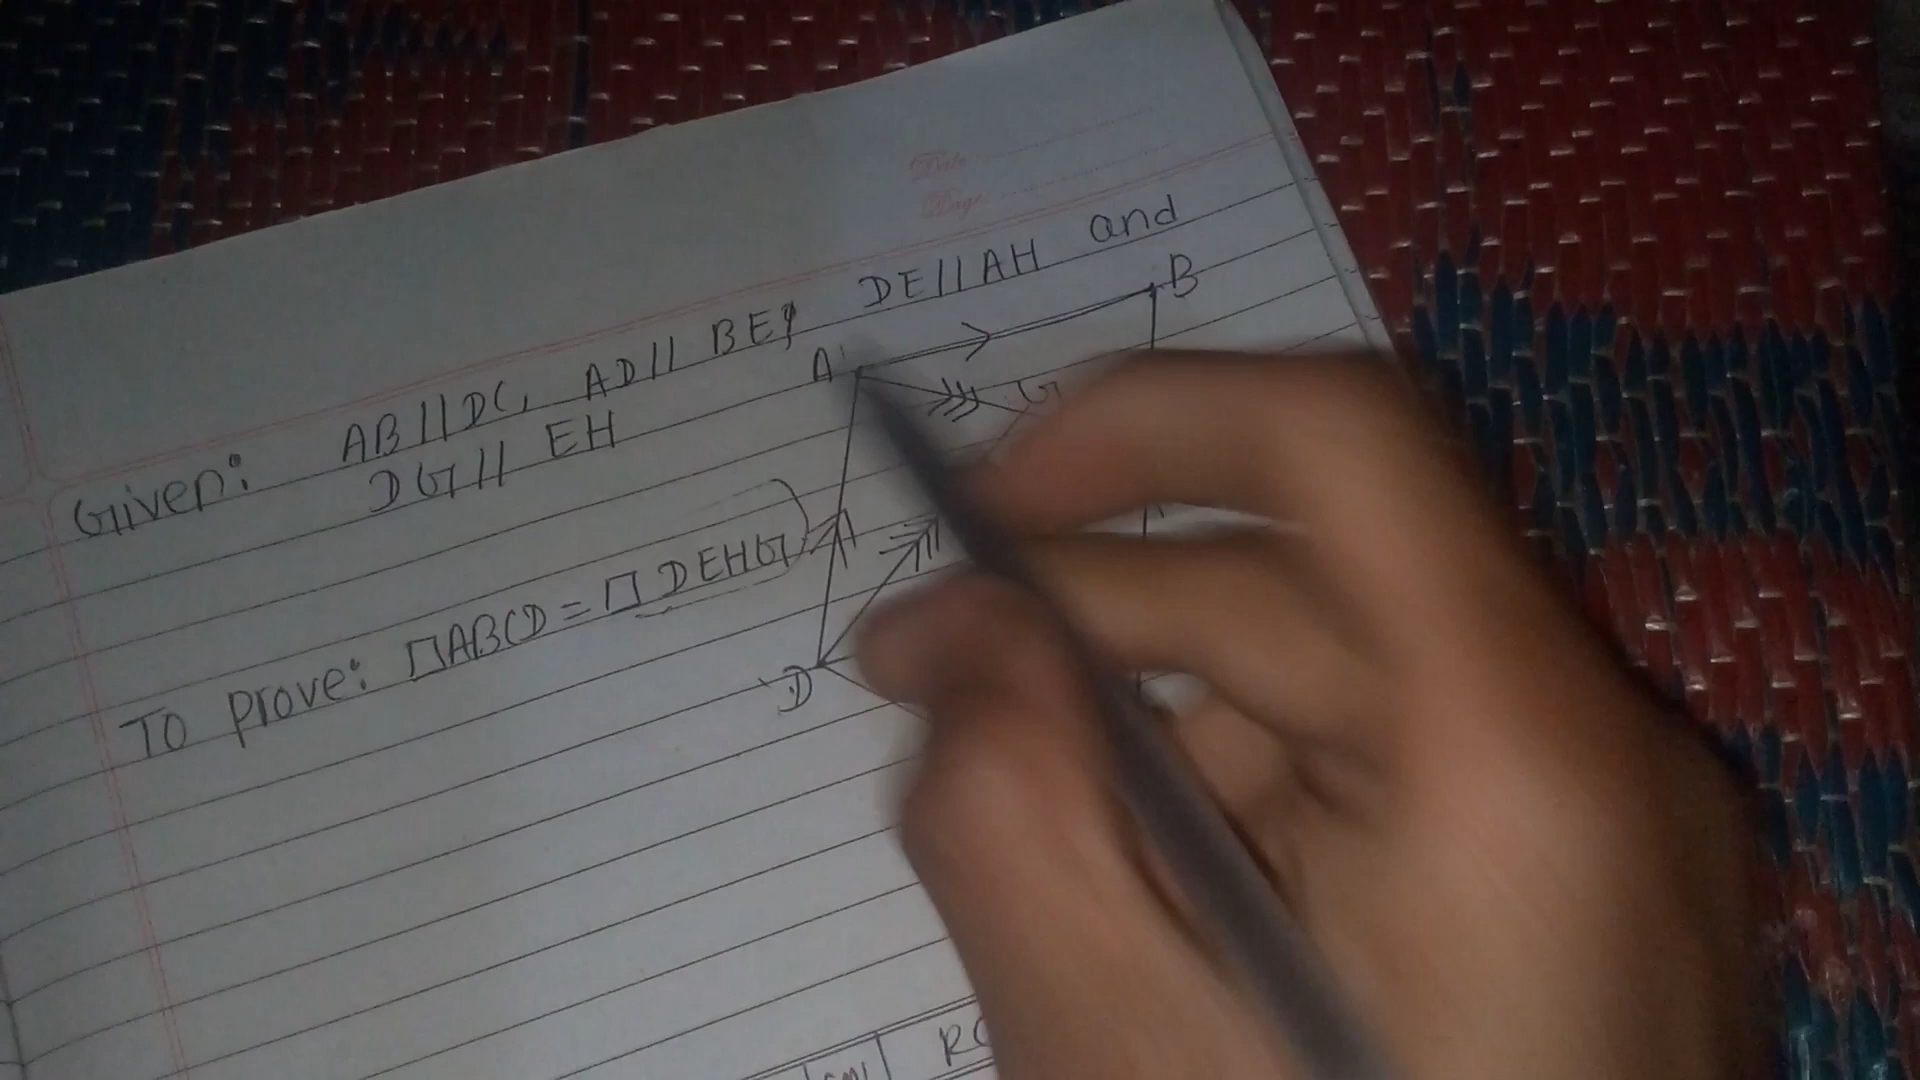 Date
Page
Given: AB//DC, AD//BE, DE//AH and
DG// EH
To prove: □ABCD = □DEHG
A
B
G
D